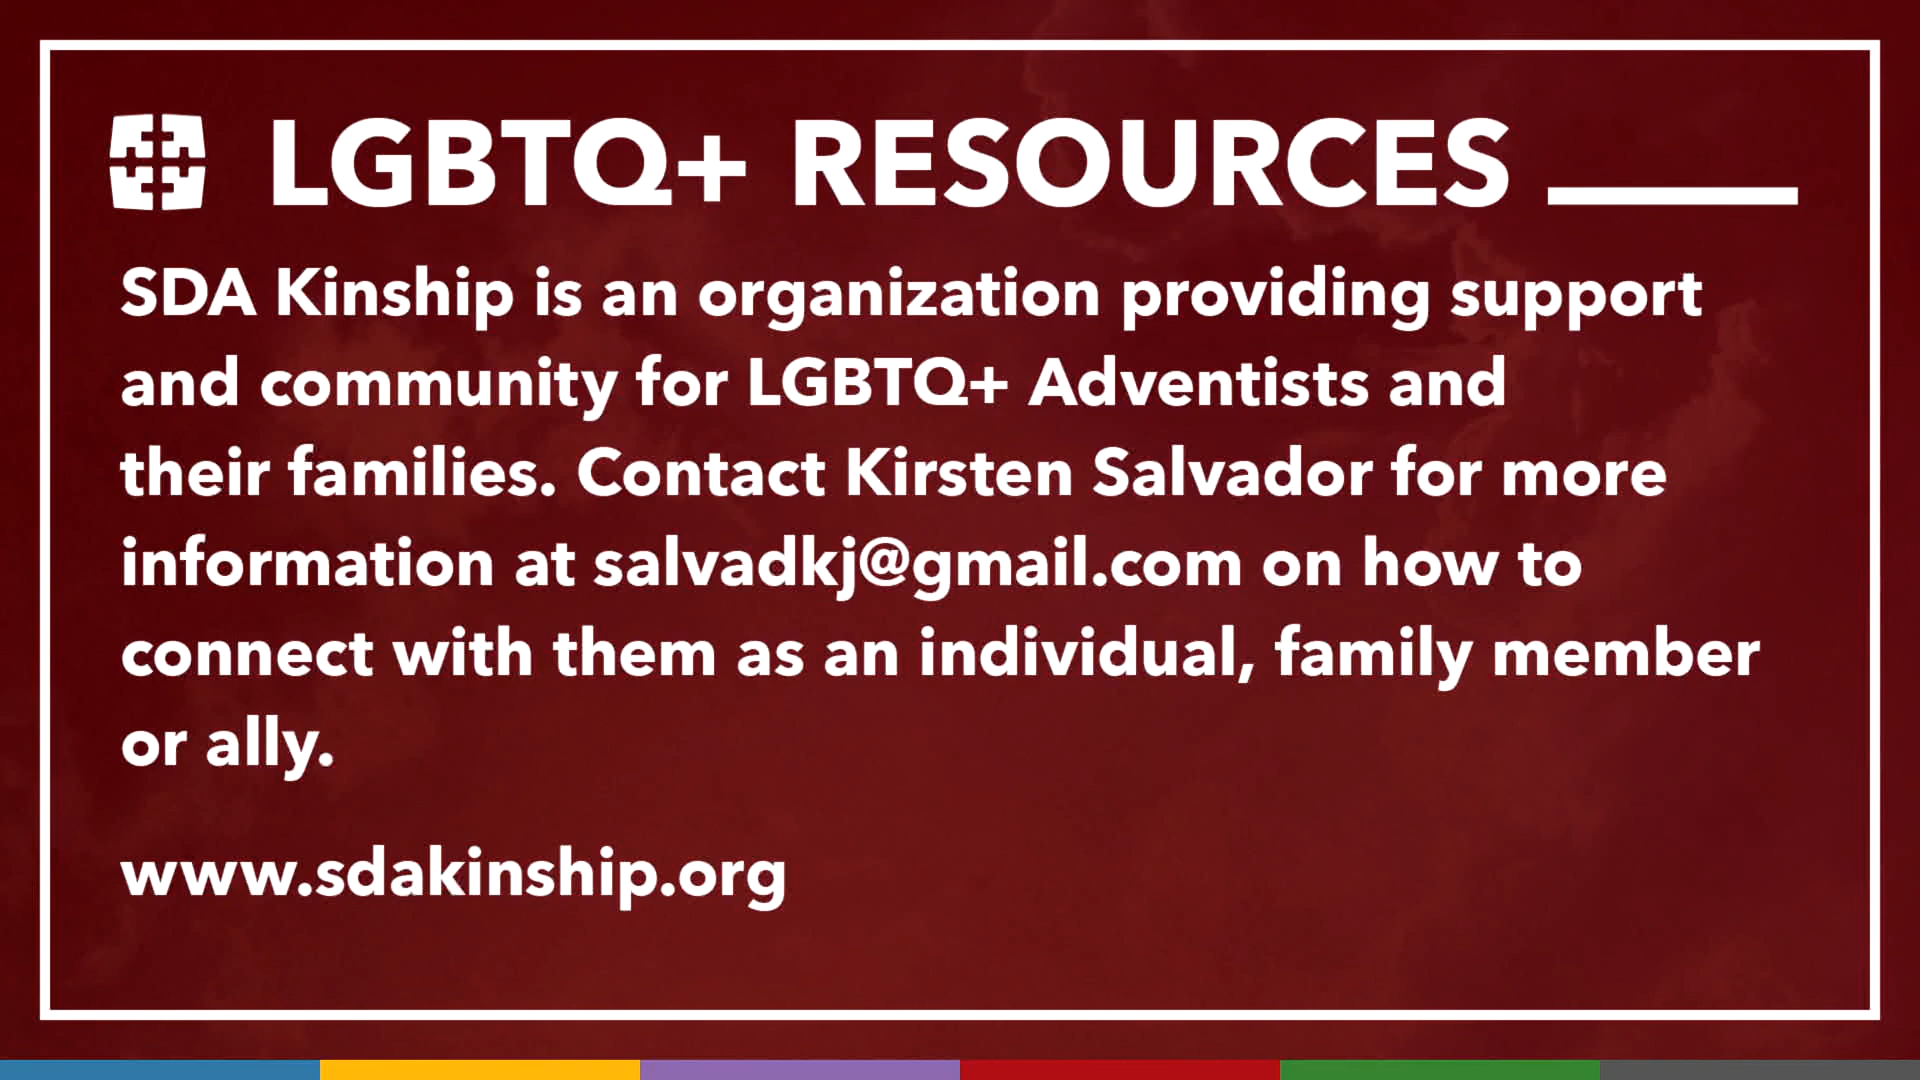 LGBTQ+ RESOURCES
SDA Kinship is an organization providing support
and community for LGBTQ+ Adventists and
their families. Contact Kirsten Salvador for more
information at salvadkj@gmail.com on how to
connect with them as an individual, family member
or ally.
www.sdakinship.org